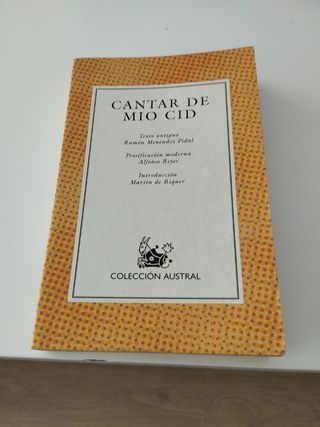 CANTAR DE
MIO CID
Texto antiguo
Ramón Menéndez Pidal
Prosificación moderna
Alfonso Reyes
Introducción
Martín de Riquer
COLECCIÓN AUSTRAL